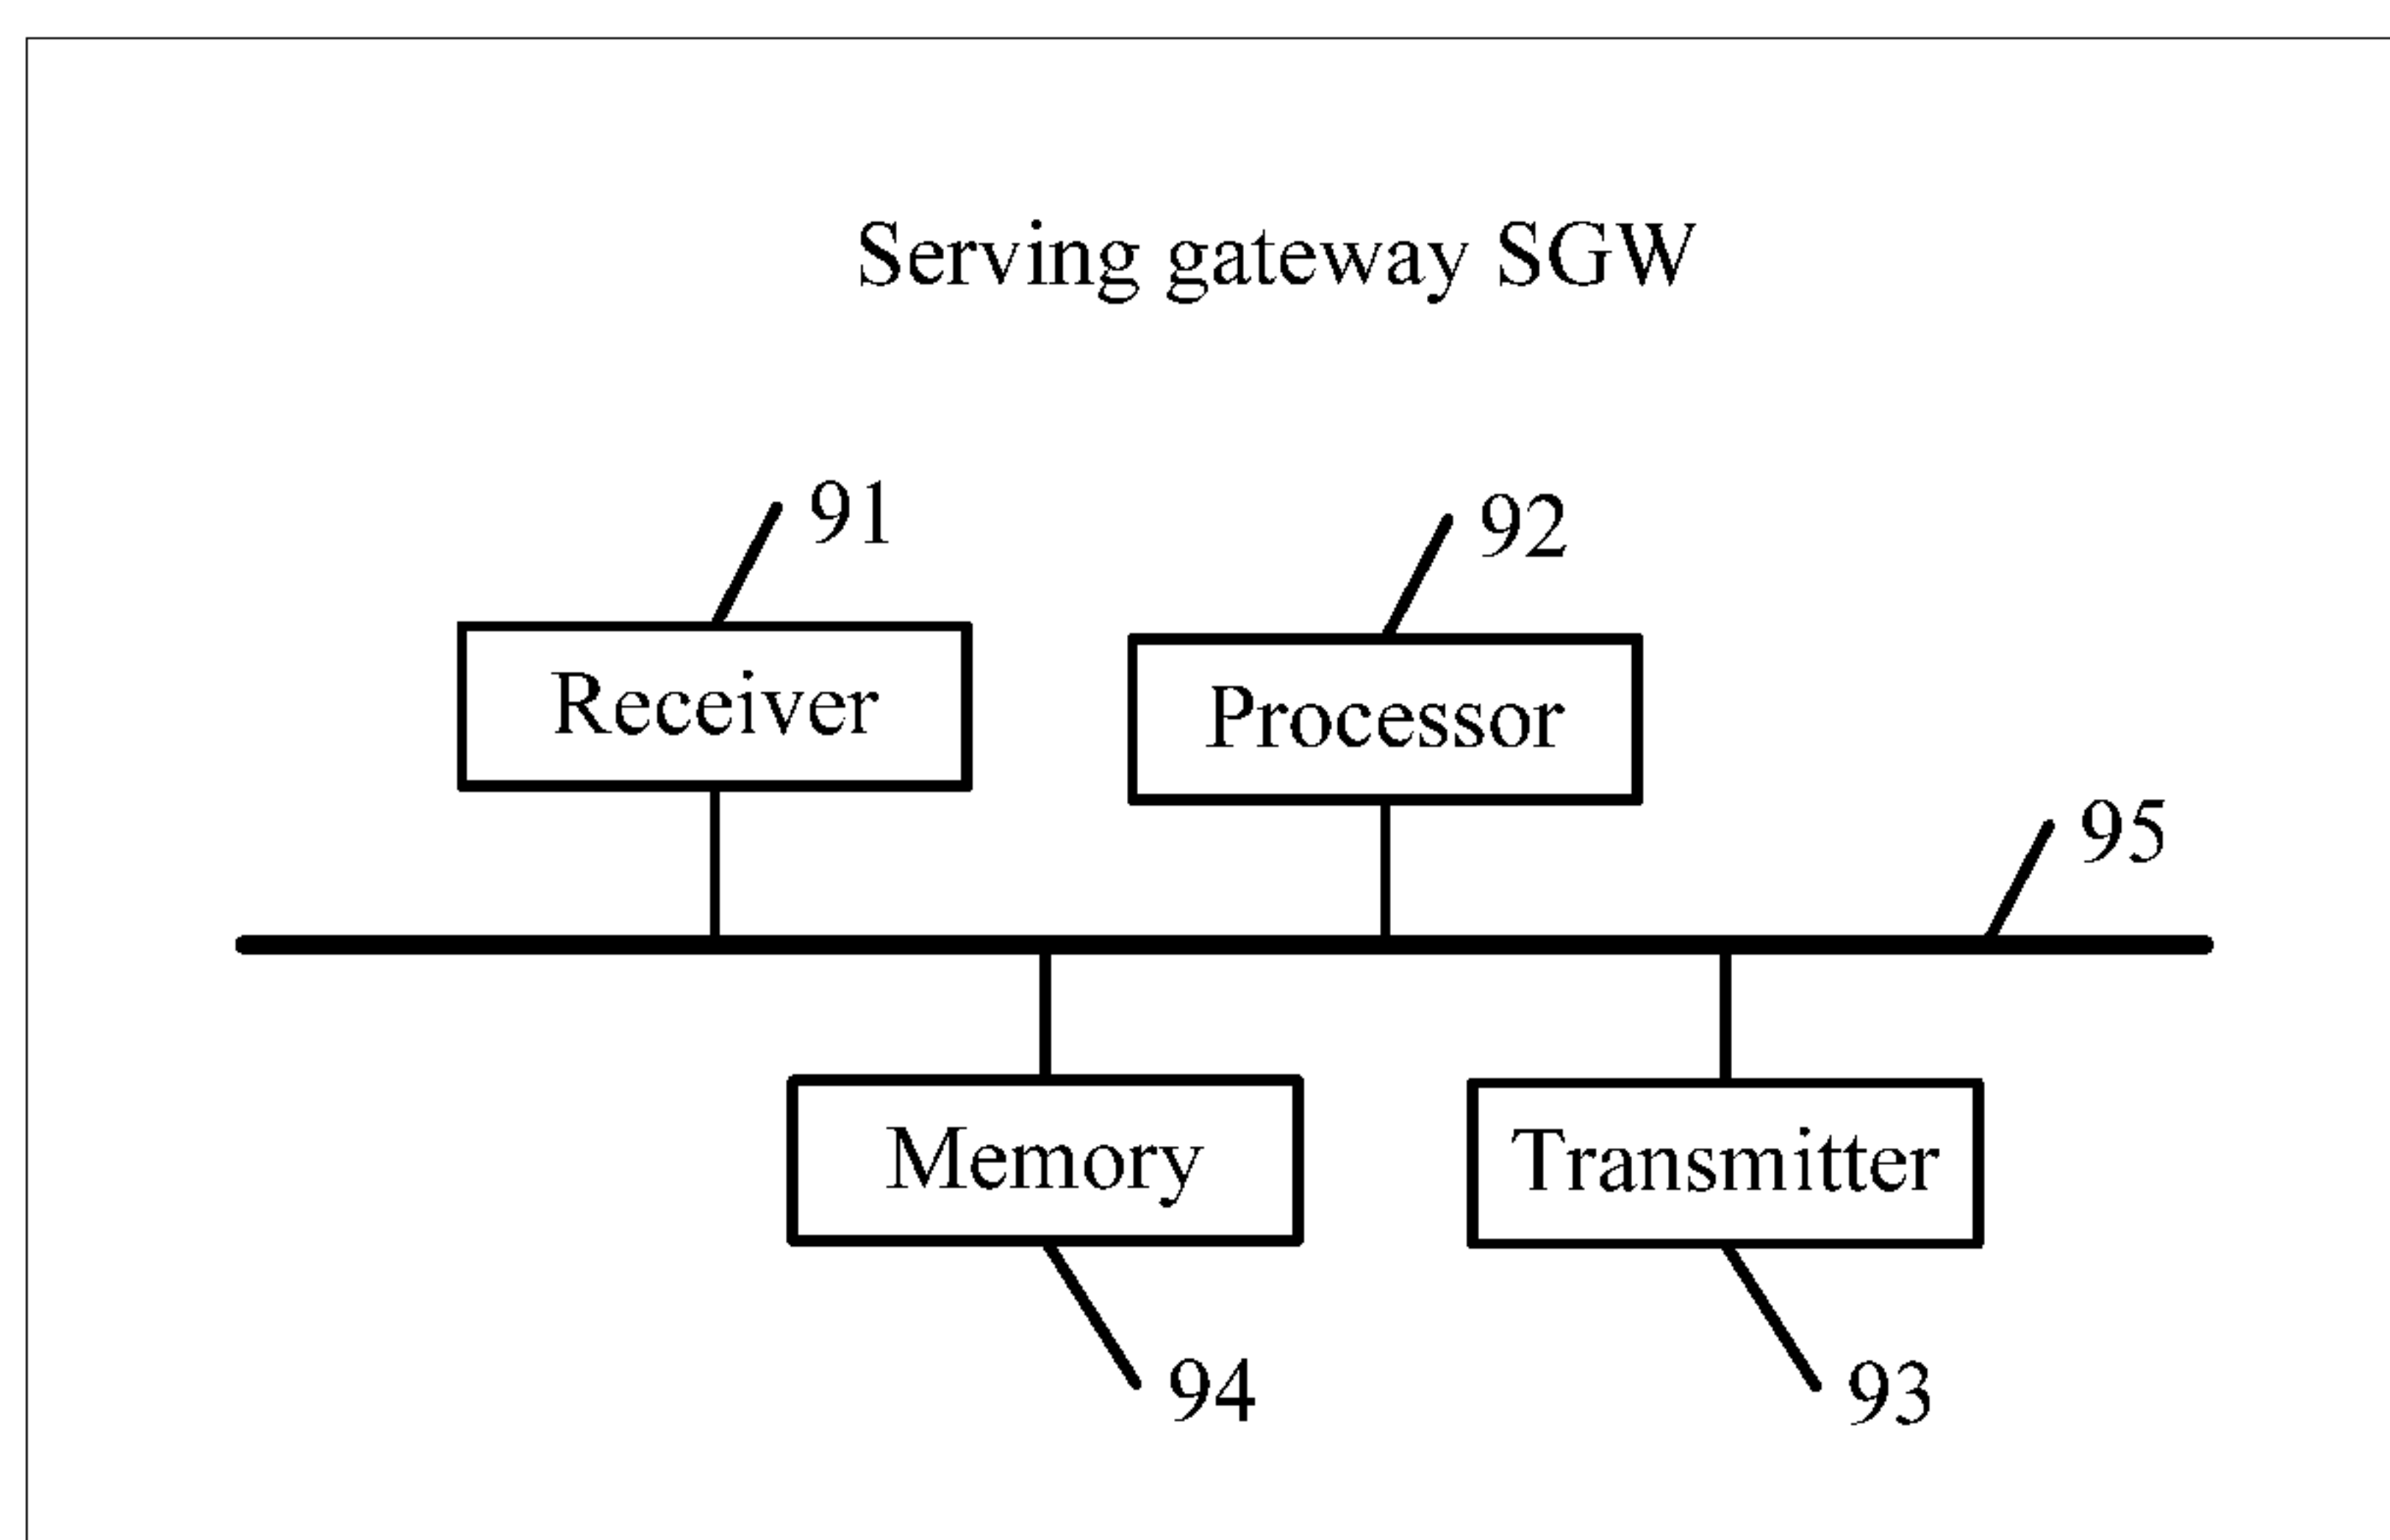 Serving gateway SGW
91
92
Receiver
Processor
95
Memory
Transmitter
94
93